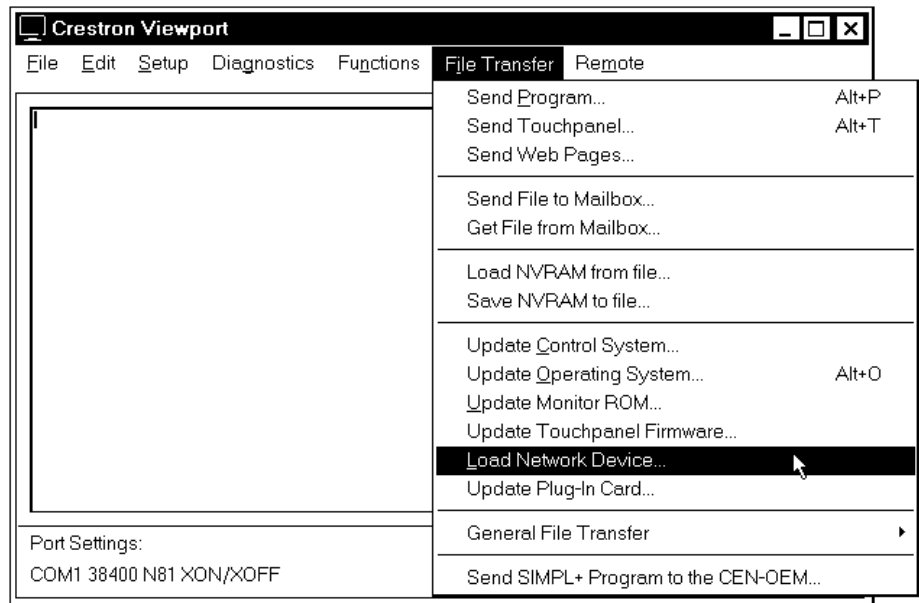 Crestron Viewport
File Edit Setup Diagnostics Functions File Transfer Remote
Send Program... Alt+P
Send Touchpanel... Alt+T
Send Web Pages...
Send File to Mailbox...
Get File from Mailbox...
Load NVRAM from file...
Save NVRAM to file...
Update Control System...
Update Operating System... Alt+O
Update Monitor ROM...
Update Touchpanel Firmware...
Load Network Device...
Update Plug-In Card...
General File Transfer
Send SIMPL+ Program to the CEN-OEM...
Port Settings:
COM1 38400 N81 XON/XOFF